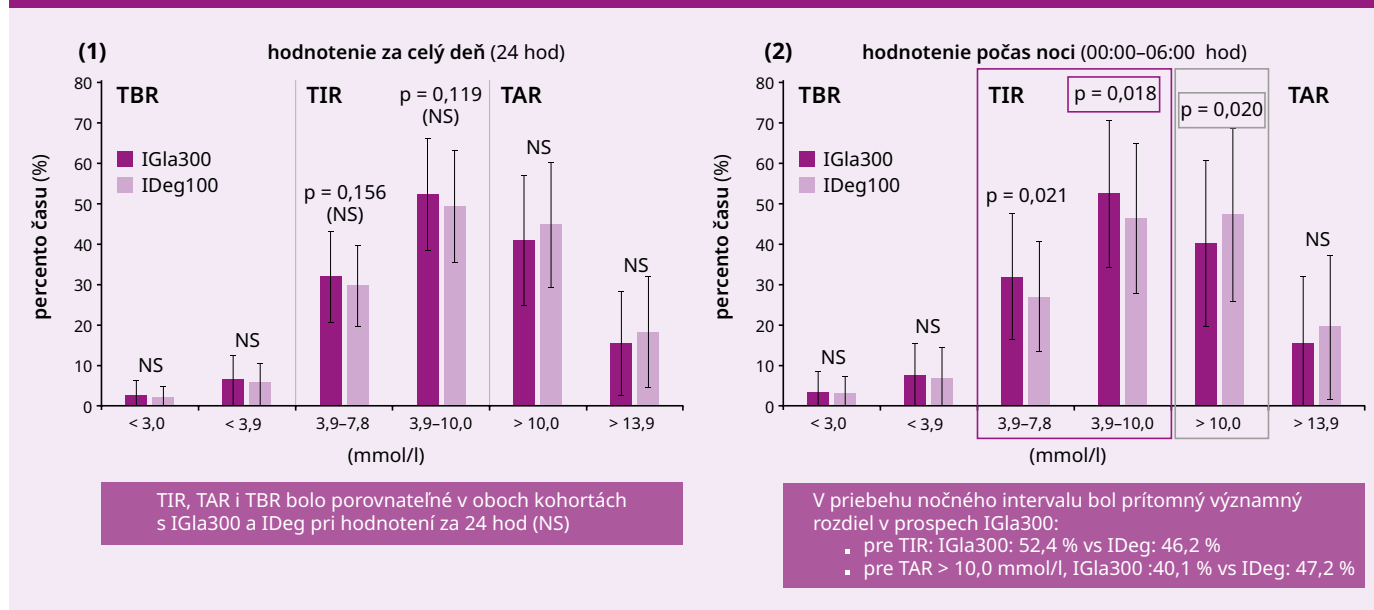 (1) hodnotenie za celý deň (24 hod)
80
70
60
50
40
30
20
10
0
percento času (%)
TBR
TIR
TAR
IGla300
IDeg100
NS
NS
p = 0,156
(NS)
p = 0,119
(NS)
NS
NS
< 3,0
< 3,9
3,9–7,8
3,9–10,0
> 10,0
> 13,9
(mmol/l)
TIR, TAR i TBR bolo porovnateľné v oboch kohortách
s IGla300 a IDeg pri hodnotení za 24 hod (NS)
(2) hodnotenie počas noci (00:00–06:00 hod)
80
70
60
50
40
30
20
10
0
percento času (%)
TBR
TIR
TAR
IGla300
IDeg100
NS
NS
p = 0,021
p = 0,018
p = 0,020
NS
< 3,0
< 3,9
3,9–7,8
3,9–10,0
> 10,0
> 13,9
(mmol/l)
V priebehu nočného intervalu bol prítomný významný
rozdiel v prospech IGla300:
▪ pre TIR: IGla300: 52,4 % vs IDeg: 46,2 %
▪ pre TAR > 10,0 mmol/l, IGla300 :40,1 % vs IDeg: 47,2 %